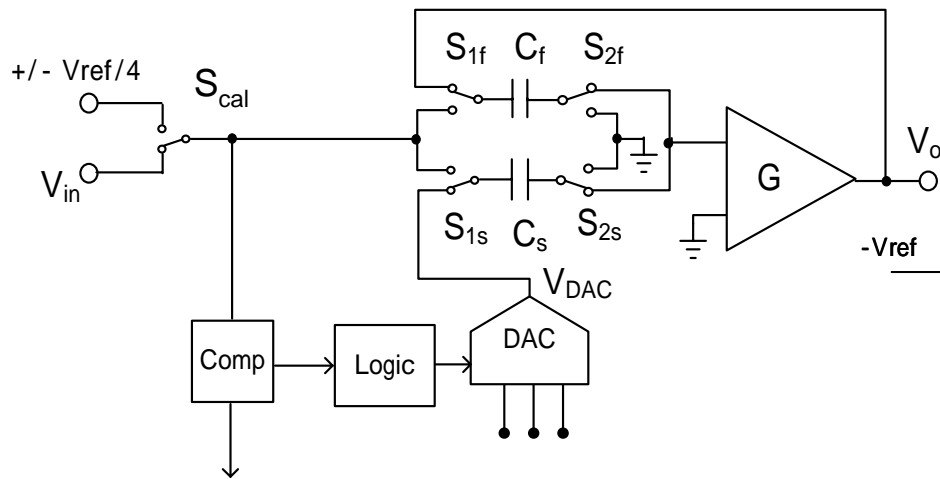 S1f Cf S2f
+/- Vref/4
Scal
Vo
Vin
G
S1s Cs S2s
-Vref
VDAC
DAC
Comp
Logic